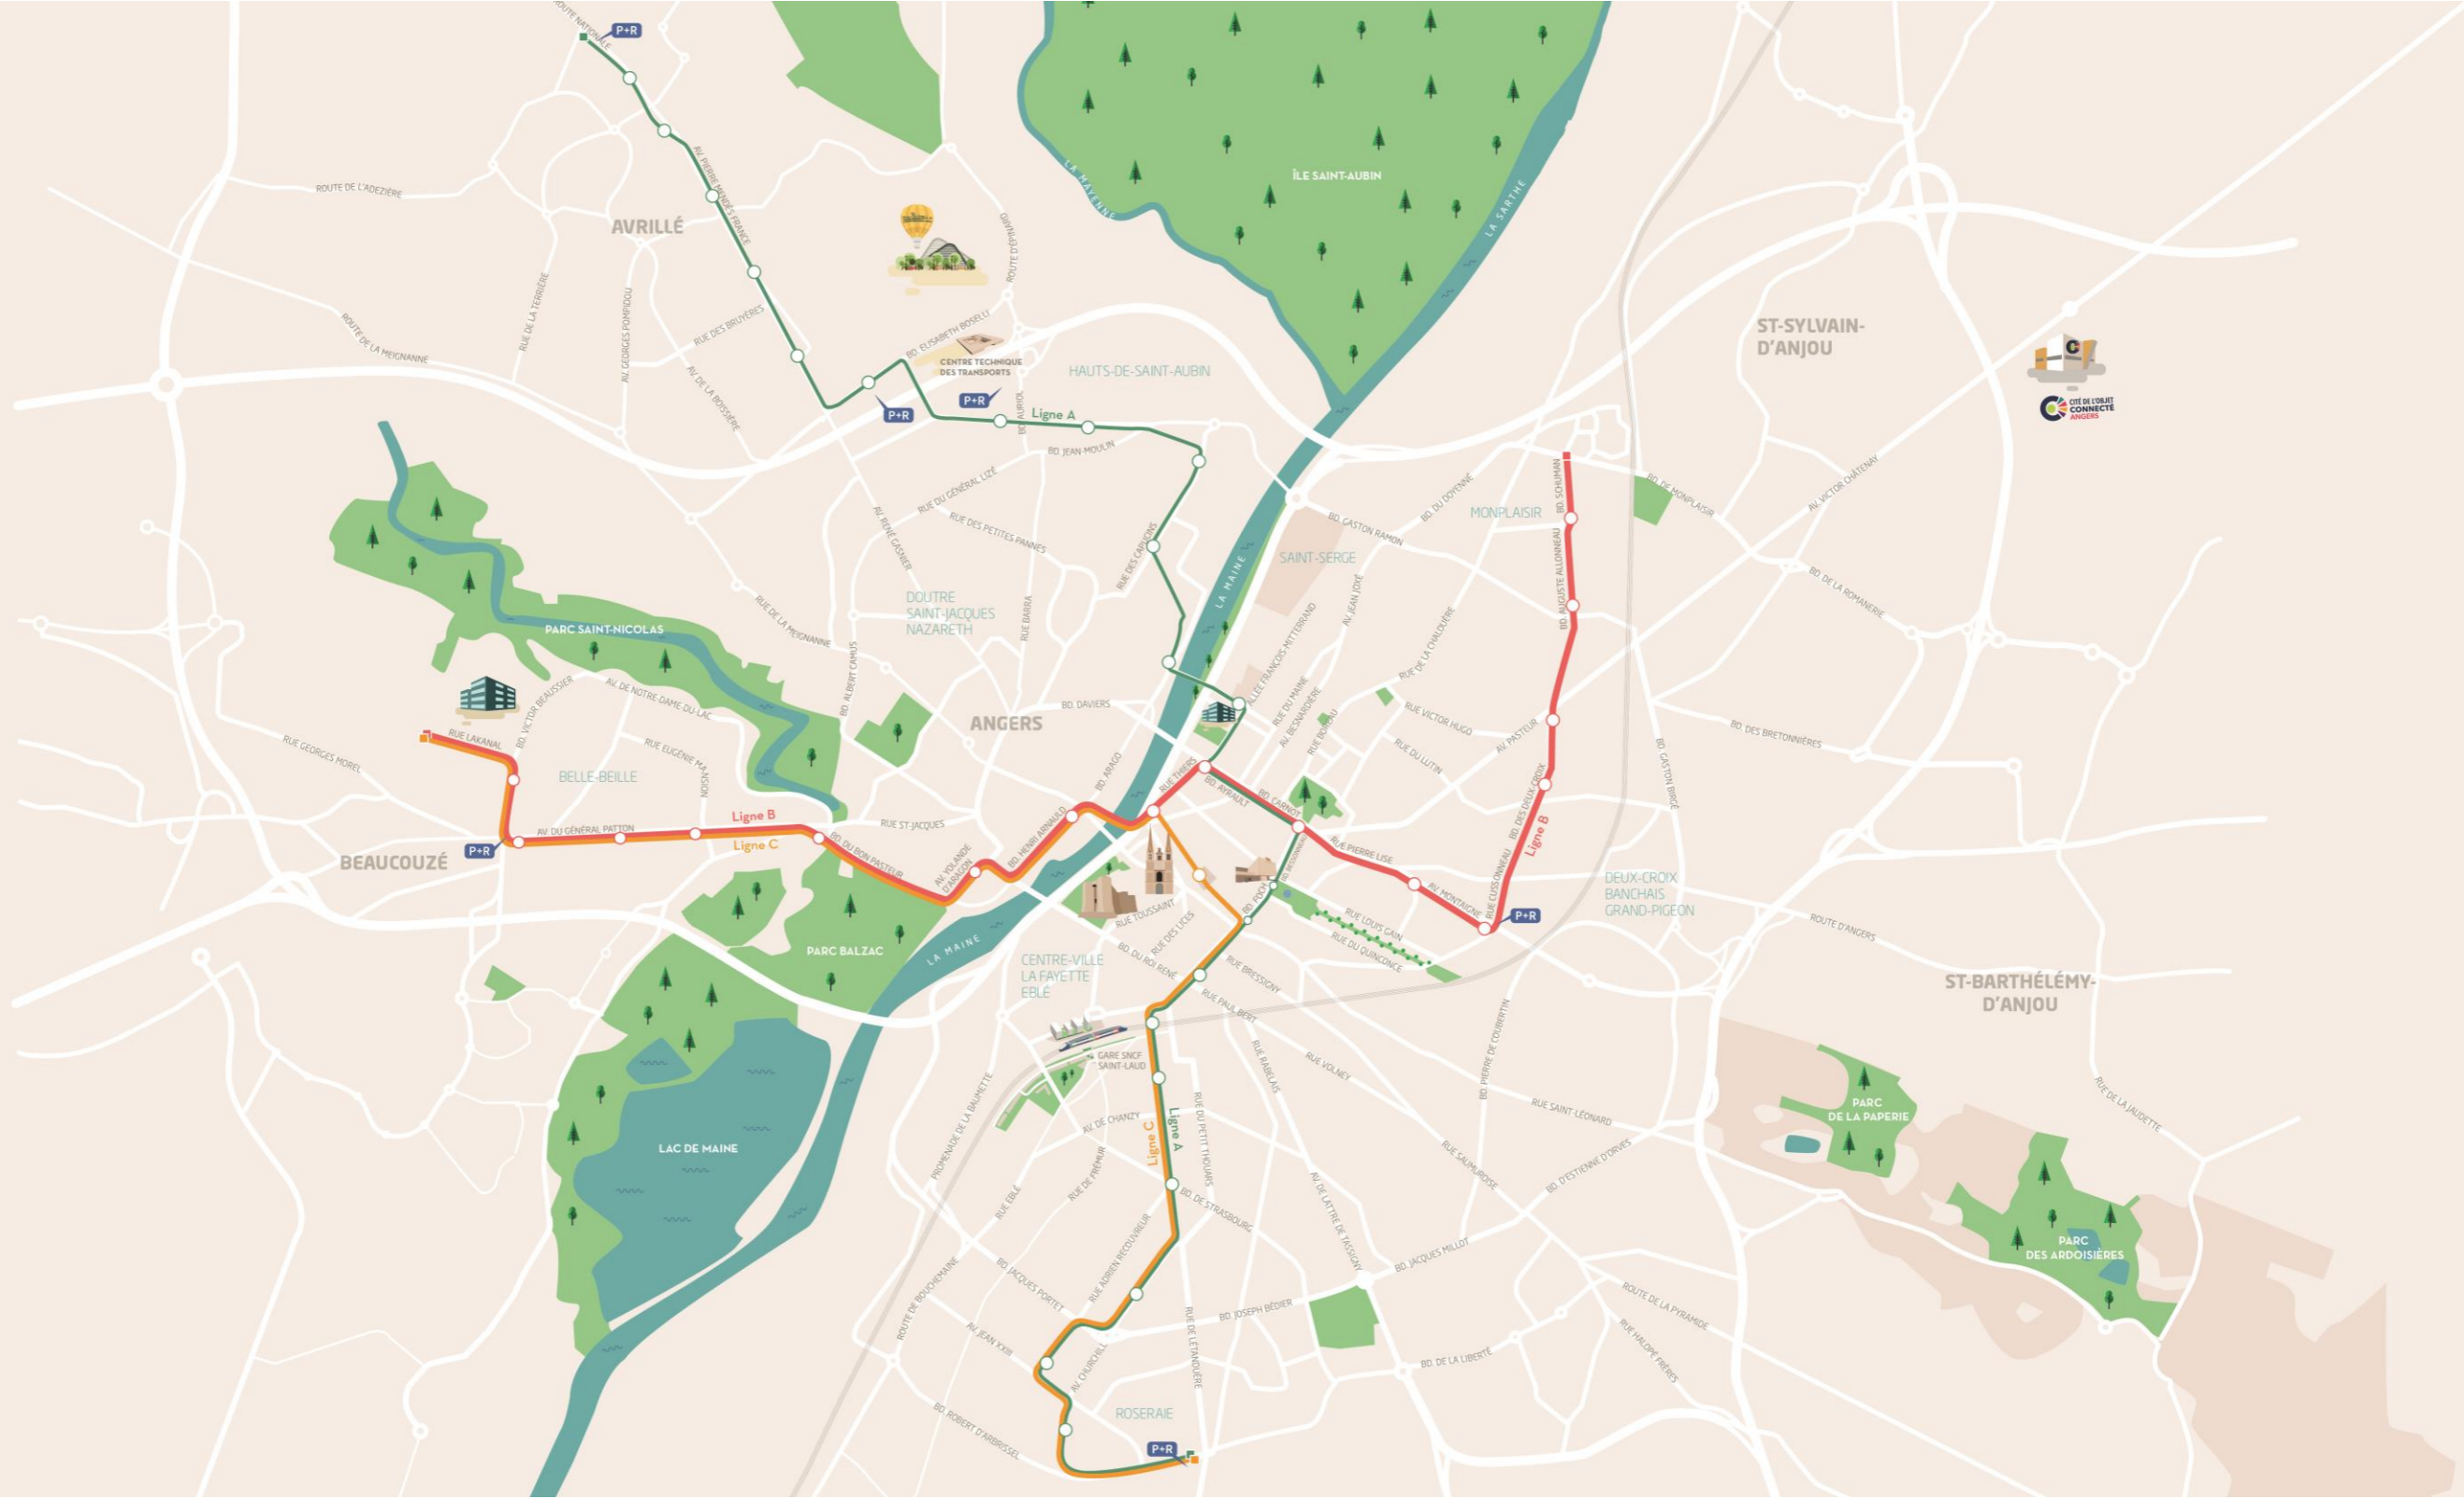 ROUTE NATIONALE
P+R
ÎLE SAINT-AUBIN
LA MAYENNE
LA SARTHE
ROUTE DE L'ADEZIÈRE
AVRILLÉ
AV. PIERRE MENDÈS FRANCE
ROUTE D'ÉPINARD
RUE DE LA TERRIÈRE
AV. GEORGES POMPIDOU
RUE DES BRUYÈRES
ROUTE DE LA MEIGNANNE
AV. DE LA BOISSIÈRE
BD. ELISABETH BOSELLI
CENTRE TECHNIQUE
DES TRANSPORTS
HAUTS-DE-SAINT-AUBIN
P+R
P+R
BD. AURIOL
Ligne A
BD. JEAN-MOULIN
ST-SYLVAIN-
D'ANJOU
C
CITÉ DE L'OBJET
CONNECTÉ
ANGERS
RUE DU GÉNÉRAL LIZÉ
RUE DES PETITES PANNES
AV. RENÉ GASNIER
RUE DES CAPUCINS
LA MAINE
BD. GASTON RAMON
BD. DU DOYENNÉ
MONPLAISIR
BD. SCHUMAN
BD. AUGUSTE ALLONNEAU
BD. DE MONPLAISIR
AV. VICTOR CHÂTENAY
BD. DE LA ROMANERIE
SAINT-SERGE
AV. JEAN JOXÉ
ALLÉE FRANÇOIS-MITTERRAND
RUE DE LA CHALOUÈRE
DOUTRE
SAINT-JACQUES
NAZARETH
RUE BARRA
RUE DE LA MEIGNANNE
BD. ALBERT CAMUS
PARC SAINT-NICOLAS
AV. DE NOTRE-DAME-DU-LAC
BD. VICTOR BEAUSSIER
RUE LAKANAL
RUE GEORGES MOREL
RUE EUGÉNIE MANSION
BELLE-BEILLE
ANGERS
BD. DAVIERS
BD. ARAGO
RUE THIERS
RUE DU MAINE
AV. BESNARDIÈRE
RUE BOREAU
RUE VICTOR HUGO
RUE DU LUTIN
AV. PASTEUR
BD. GASTON BIRGÉ
BD. DES BRETONNIÈRES
BD. DES DEUX-CROIX
Ligne B
BD. AYRAULT
BD. CARNOT
Ligne B
AV. DU GÉNÉRAL PATTON
Ligne C
P+R
BEAUCOUZÉ
RUE ST-JACQUES
BD. DU BON PASTEUR
AV. YOLANDE
D'ARAGON
BD. HENRI ARNAULD
RUE PIERRE LISE
BD. BESSONNEAU
BD. FOCH
AV. MONTAIGNE
RUE CUSSONNEAU
P+R
DEUX-CROIX
BANCHAIS
GRAND-PIGEON
ROUTE D'ANGERS
RUE TOUSSAINT
RUE DES LICES
BD. DU ROI RENÉ
RUE LOUIS GAIN
RUE DU QUINCONCE
RUE BRESSIGNY
RUE PAUL BERT
PARC BALZAC
LA MAINE
CENTRE-VILLE
LA FAYETTE
EBLÉ
ST-BARTHÉLÉMY-
D'ANJOU
GARE SNCF
SAINT-LAUD
RUE RABELAIS
RUE VOLNEY
BD. PIERRE DE COUBERTIN
RUE SAINT-LÉONARD
PROMENADE DE LA BAUMETTE
AV. DE CHANZY
Ligne C
Ligne A
RUE DU PETIT THOUARS
PARC
DE LA PAPERIE
RUE DE LA JAUDETTE
LAC DE MAINE
RUE EBLÉ
RUE DE FRÉMUR
BD. DE STRASBOURG
AV. DE LATTRE DE TASSIGNY
RUE SAUMUROISE
BD. D'ESTIENNE D'ORVES
PARC
DES ARDOISIÈRES
RUE ADRIEN RECOUVREUR
BD. JACQUES PORTET
BD. JACQUES MILLOT
ROUTE DE BOUCHEMAINE
BD. JOSEPH BÉDIER
ROUTE DE LA PYRAMIDE
RUE HALOPÉ FRÈRES
AV. JEAN XXIII
AV. CHURCHILL
RUE DE LÉTANDUÈRE
BD. DE LA LIBERTÉ
BD. ROBERT D'ARBRISSEL
ROSERAIE
P+R